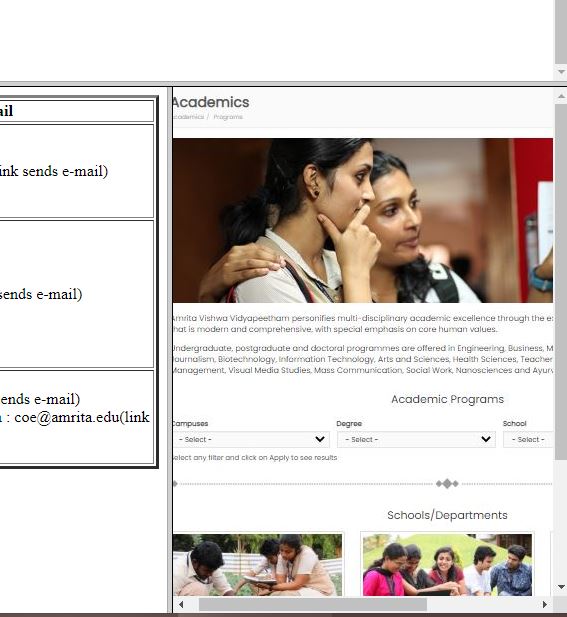 ail
ink sends e-mail)
sends e-mail)
ends e-mail)
: coe@amrita.edu(link
Academics
cademics / Programs
Amrita Vishwa Vidyapeetham personifies multi-disciplinary academic excellence through the e
hat is modern and comprehensive, with special emphasis on core human values.
Undergraduate, postgraduate and doctoral programmes are offered in Engineering, Business, M
Journalism, Biotechnology, Information Technology, Arts and Sciences, Health Sciences, Teacher
Management, Visual Media Studies, Mass Communication, Social Work, Nanosciences and Ayur
Academic Programs
Campuses Degree School
- Select - - Select - - Select -
elect any filter and click on Apply to see results
Schools/Departments